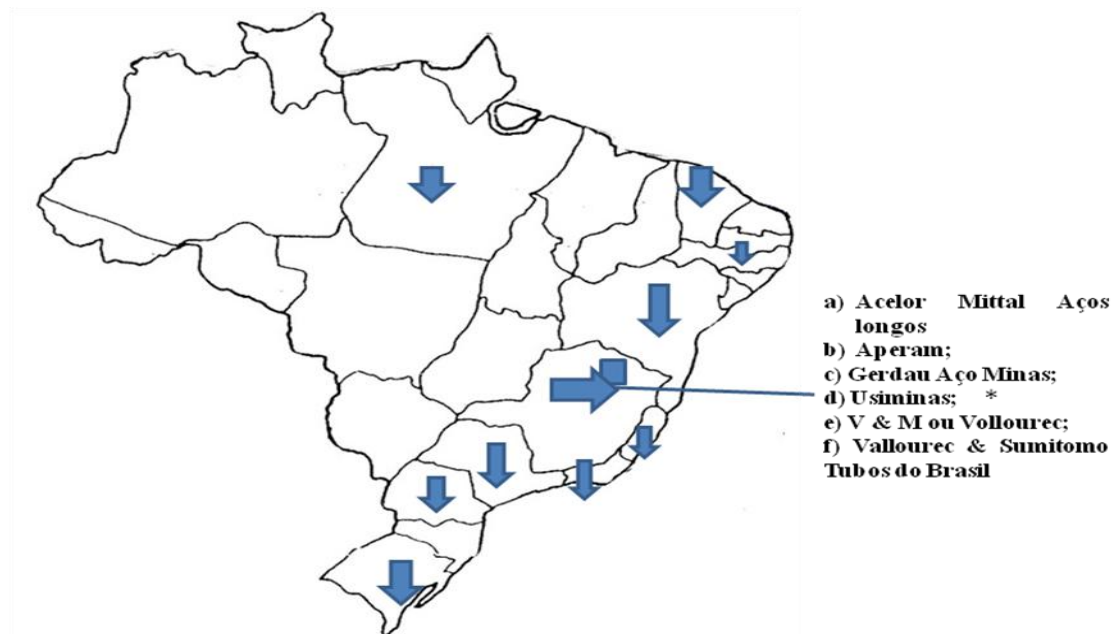 a) Acelor Mittal Aços
longos
b) Aperam;
c) Gerdau Aço Minas;
d) Usiminas; *
e) V & M ou Vollourec;
f) Vallourec & Sumitomo
Tubos do Brasil